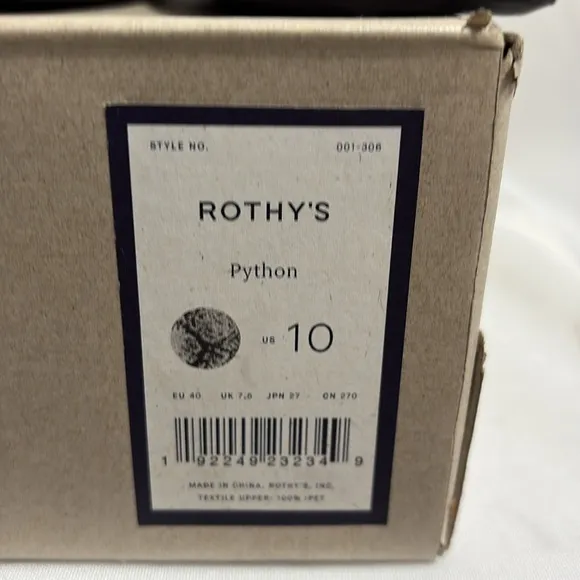 STYLE NO. 001-306
ROTHY'S
Python
US 10
EU 40 UK 7.5 JPN 27 CN 270
1 92249 23234 9
MADE IN CHINA. ROTHY'S, INC.
TEXTILE UPPER: 100% rPET